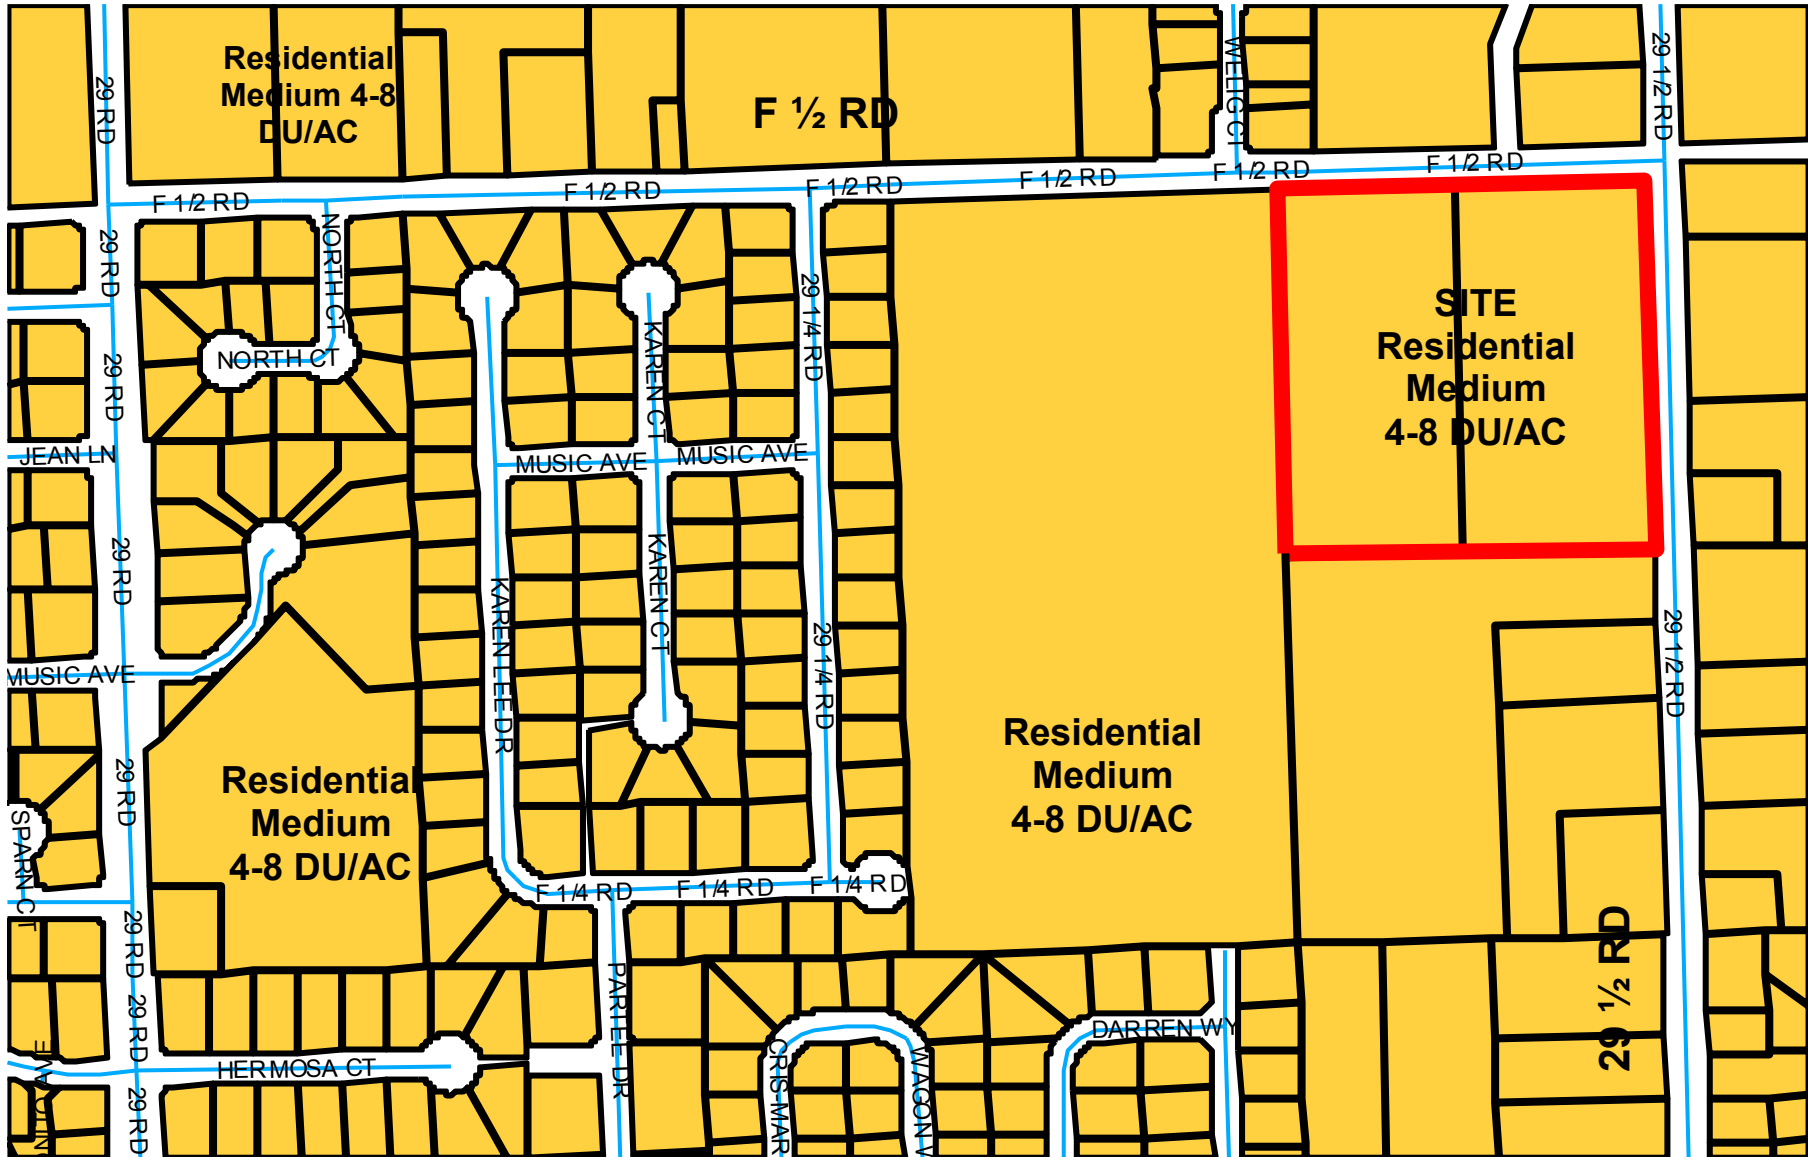 Residential
Medium 4-8
DU/AC
F ½ RD
29 RD
WELIG CT
29 1/2 RD
F 1/2 RD
F 1/2 RD
F 1/2 RD
F 1/2 RD
F 1/2 RD
F 1/2 RD
29 RD
NORTH CT
NORTH CT
29 RD
KAREN CT
29 1/4 RD
SITE
Residential
Medium
4-8 DU/AC
JEAN LN
MUSIC AVE
MUSIC AVE
29 RD
KAREN CT
KAREN LEE DR
29 1/4 RD
29 1/2 RD
MUSIC AVE
Residential
Medium
4-8 DU/AC
Residential
Medium
4-8 DU/AC
29 RD
SPARN CT
F 1/4 RD
F 1/4 RD
F 1/4 RD
29 RD
29 ½ RD
29 RD
PARTEE DR
HERMOSA CT
29 RD
CRIS-MAR
WAGON
DARREN WY